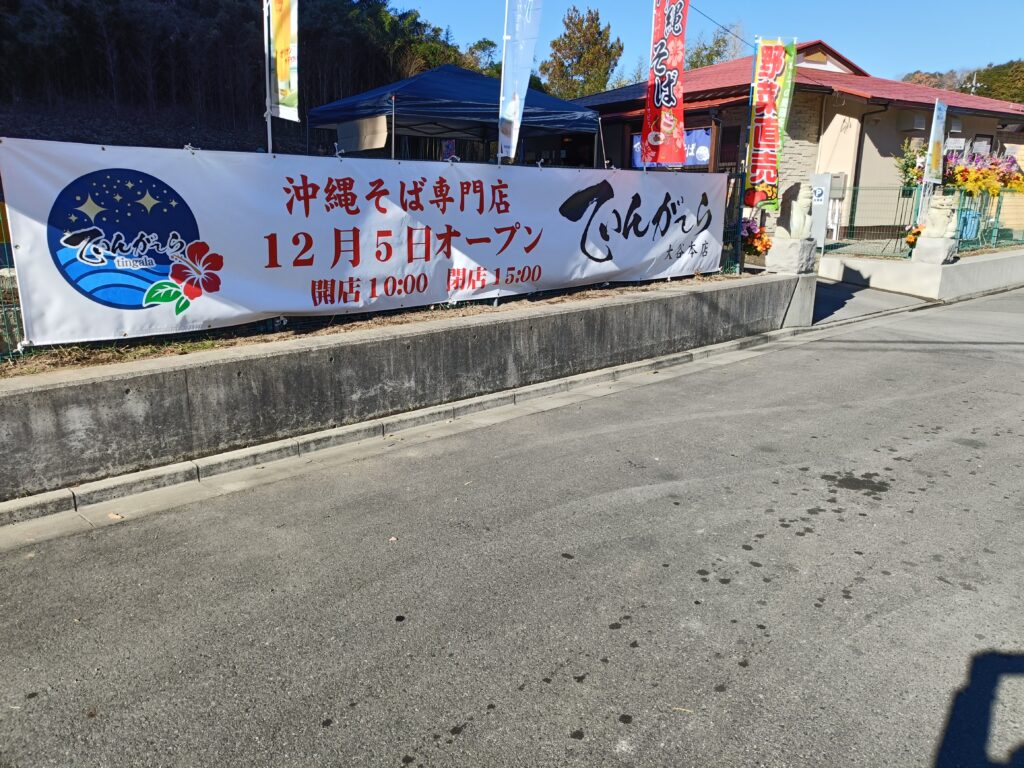 てぃんがーら
tingala
沖縄そば専門店
12月5日オープン
開店10:00 閉店15:00
てぃんがーら
大谷本店
縄そば
野菜直売
P